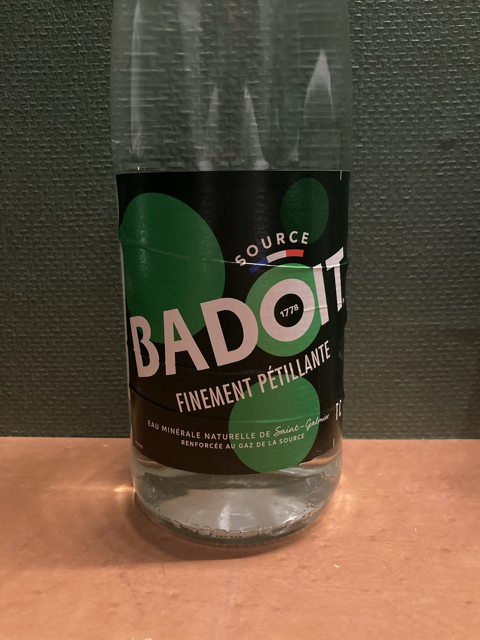 SOURCE
BADOIT
1778
FINEMENT PÉTILLANTE
EAU MINÉRALE NATURELLE DE Saint-Galmier
RENFORCÉE AU GAZ DE LA SOURCE